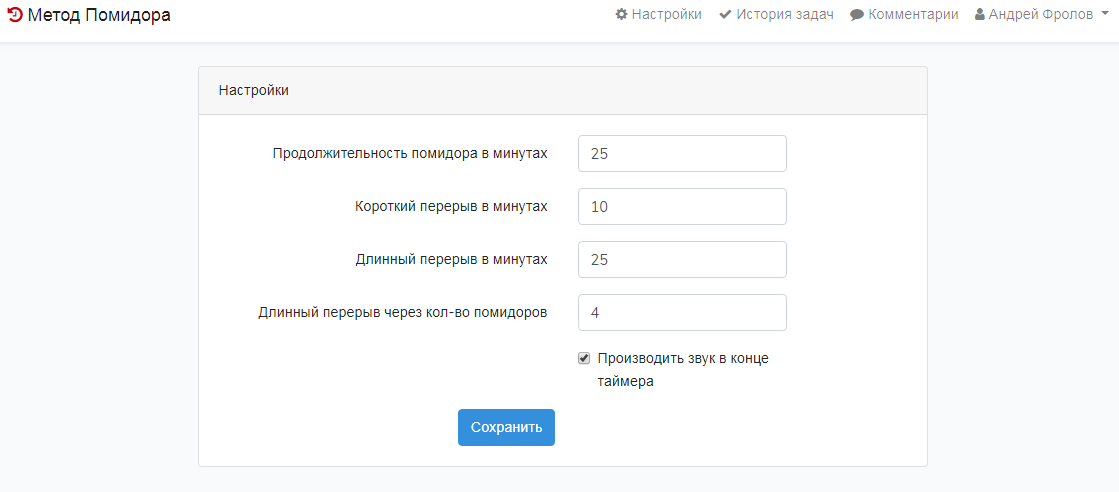 Метод Помидора
Настройки
История задач
Комментарии
Андрей Фролов
Настройки
Продолжительность помидора в минутах
25
Короткий перерыв в минутах
10
Длинный перерыв в минутах
25
Длинный перерыв через кол-во помидоров
4
Производить звук в конце
таймера
Сохранить